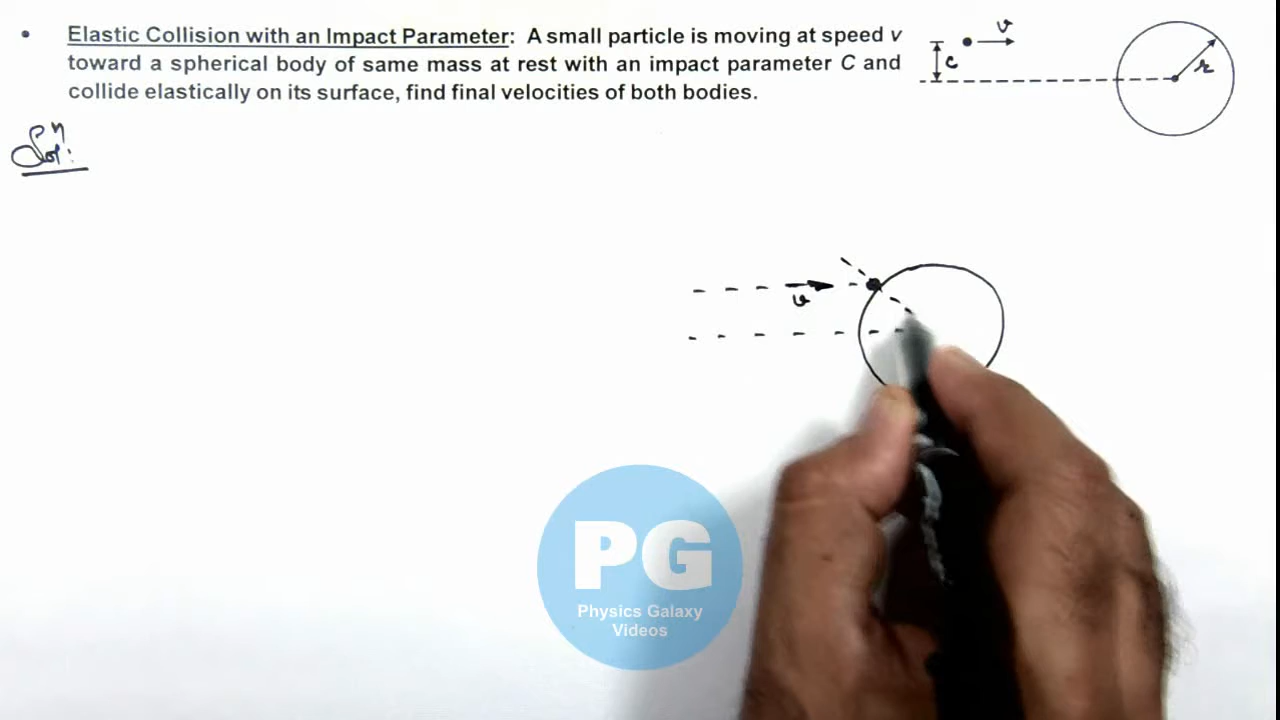 • Elastic Collision with an Impact Parameter: A small particle is moving at speed v
toward a spherical body of same mass at rest with an impact parameter C and
collide elastically on its surface, find final velocities of both bodies.
v
c
r
Solⁿ:
v
PG
Physics Galaxy
Videos